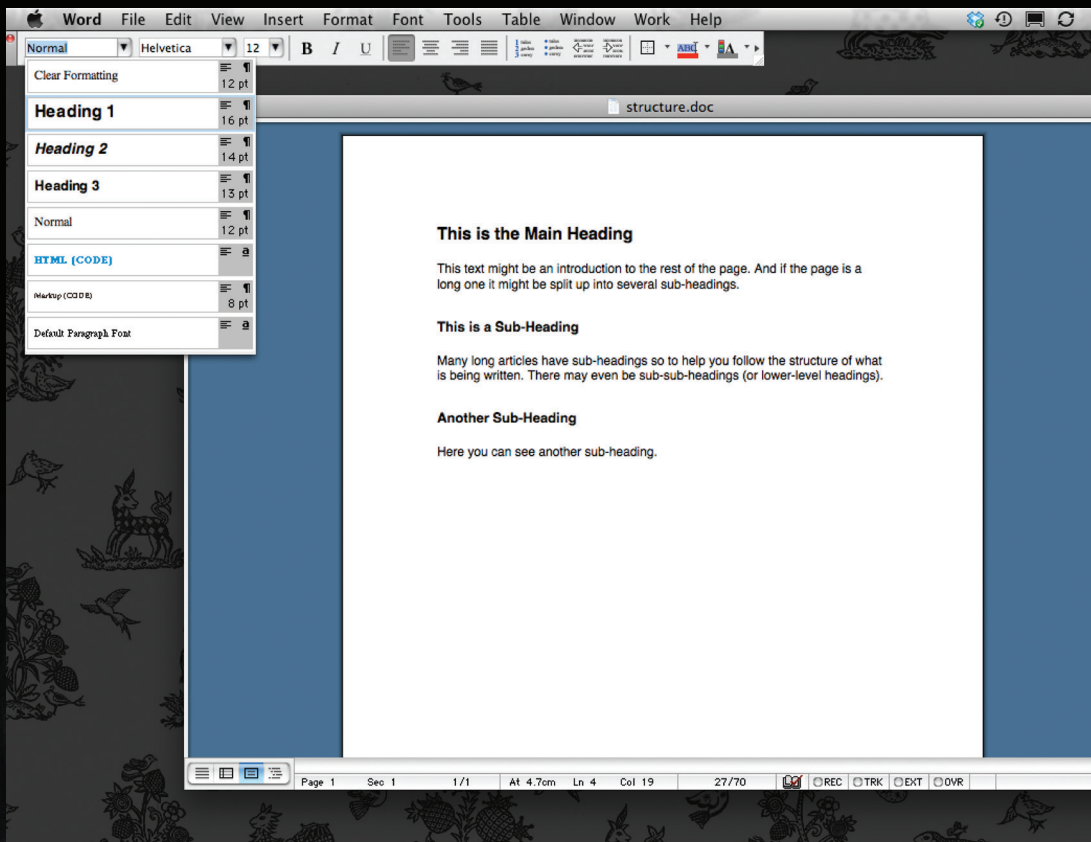 Word File Edit View Insert Format Font Tools Table Window Work Help
Normal Helvetica 12 B I U ABC A
Clear Formatting
12 pt
Heading 1
16 pt
Heading 2
14 pt
Heading 3
13 pt
Normal
12 pt
HTML (CODE)
a
Markup (CODE)
8 pt
Default Paragraph Font
a
structure.doc
This is the Main Heading
This text might be an introduction to the rest of the page. And if the page is a
long one it might be split up into several sub-headings.
This is a Sub-Heading
Many long articles have sub-headings so to help you follow the structure of what
is being written. There may even be sub-sub-headings (or lower-level headings).
Another Sub-Heading
Here you can see another sub-heading.
Page 1 Sec 1 1/1 At 4.7cm Ln 4 Col 19 27/70 REC TRK EXT OVR